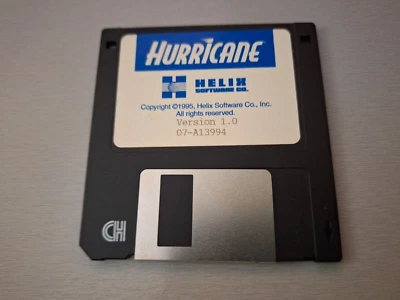 HURRICANE
HELIX
SOFTWARE CO.
Copyright ©1995, Helix Software Co., Inc.
All rights reserved.
Version 1.0
07-A13994